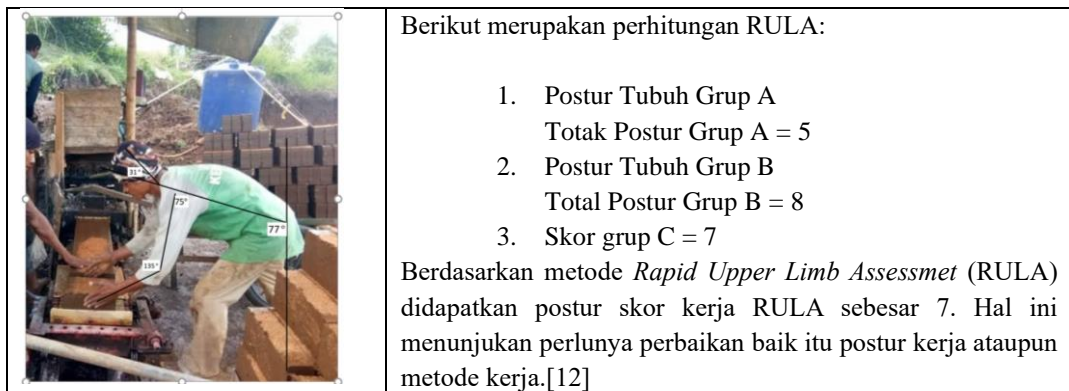 31°
75°
77°
135°
Berikut merupakan perhitungan RULA:
1. Postur Tubuh Grup A
Totak Postur Grup A = 5
2. Postur Tubuh Grup B
Total Postur Grup B = 8
3. Skor grup C = 7
Berdasarkan metode Rapid Upper Limb Assessmet (RULA)
didapatkan postur skor kerja RULA sebesar 7. Hal ini
menunjukan perlunya perbaikan baik itu postur kerja ataupun
metode kerja.[12]